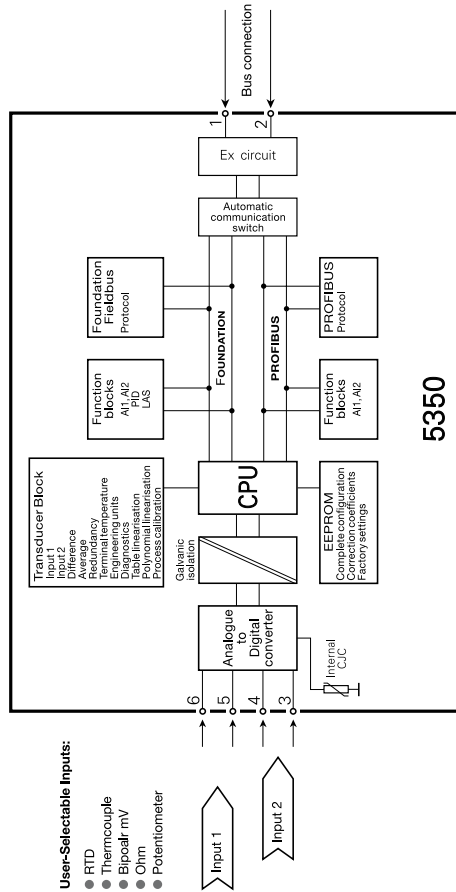 User-Selectable Inputs:
RTD
Thermcouple
Bipoalr mV
Ohm
Potentiometer
Input 1
Input 2
6
5
4
3
Analogue
to
Digital
converter
Internal
CJC
Galvanic
isolation
Transducer Block
Input 1
Input 2
Difference
Average
Redundancy
Terminal temperature
Engineering units
Diagnostics
Table linearisation
Polynomial linearisation
Process calibration
CPU
EEPROM
Complete configuration
Correction coefficients
Factory settings
Function
blocks
AI1, AI2
PID
LAS
Foundation
Fieldbus
Protocol
FOUNDATION
PROFIBUS
Function
blocks
AI1, AI2
PROFIBUS
Protocol
Automatic
communication
switch
Ex circuit
1
2
Bus connection
5350